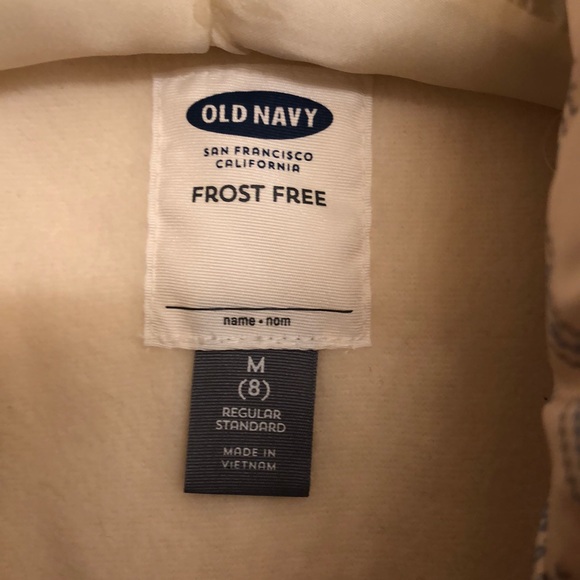 OLD NAVY
SAN FRANCISCO
CALIFORNIA
FROST FREE
name • nom
M
(8)
REGULAR
STANDARD
MADE IN
VIETNAM